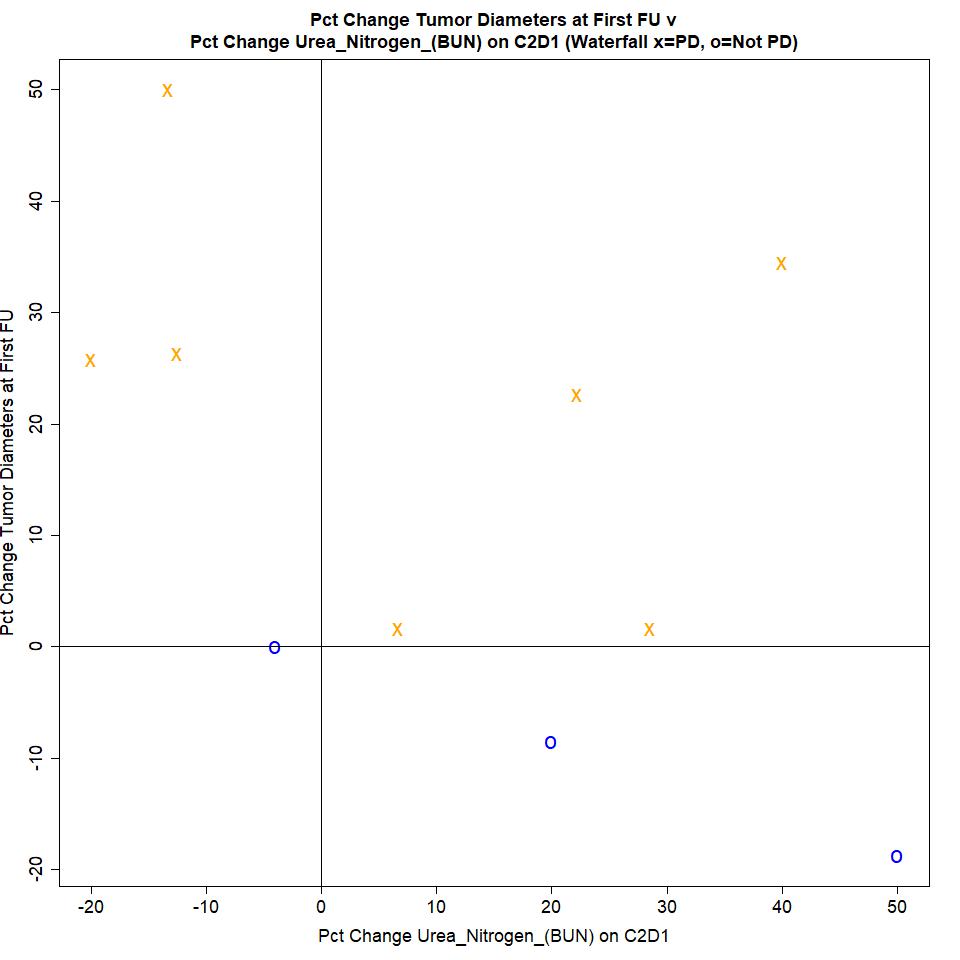 Pct Change Tumor Diameters at First FU v
Pct Change Urea_Nitrogen_(BUN) on C2D1 (Waterfall x=PD, o=Not PD)
Pct Change Tumor Diameters at First FU
50
40
30
20
10
0
-10
-20
X
X
X
X
X
X
X
O
O
O
-20 -10 0 10 20 30 40 50
Pct Change Urea_Nitrogen_(BUN) on C2D1